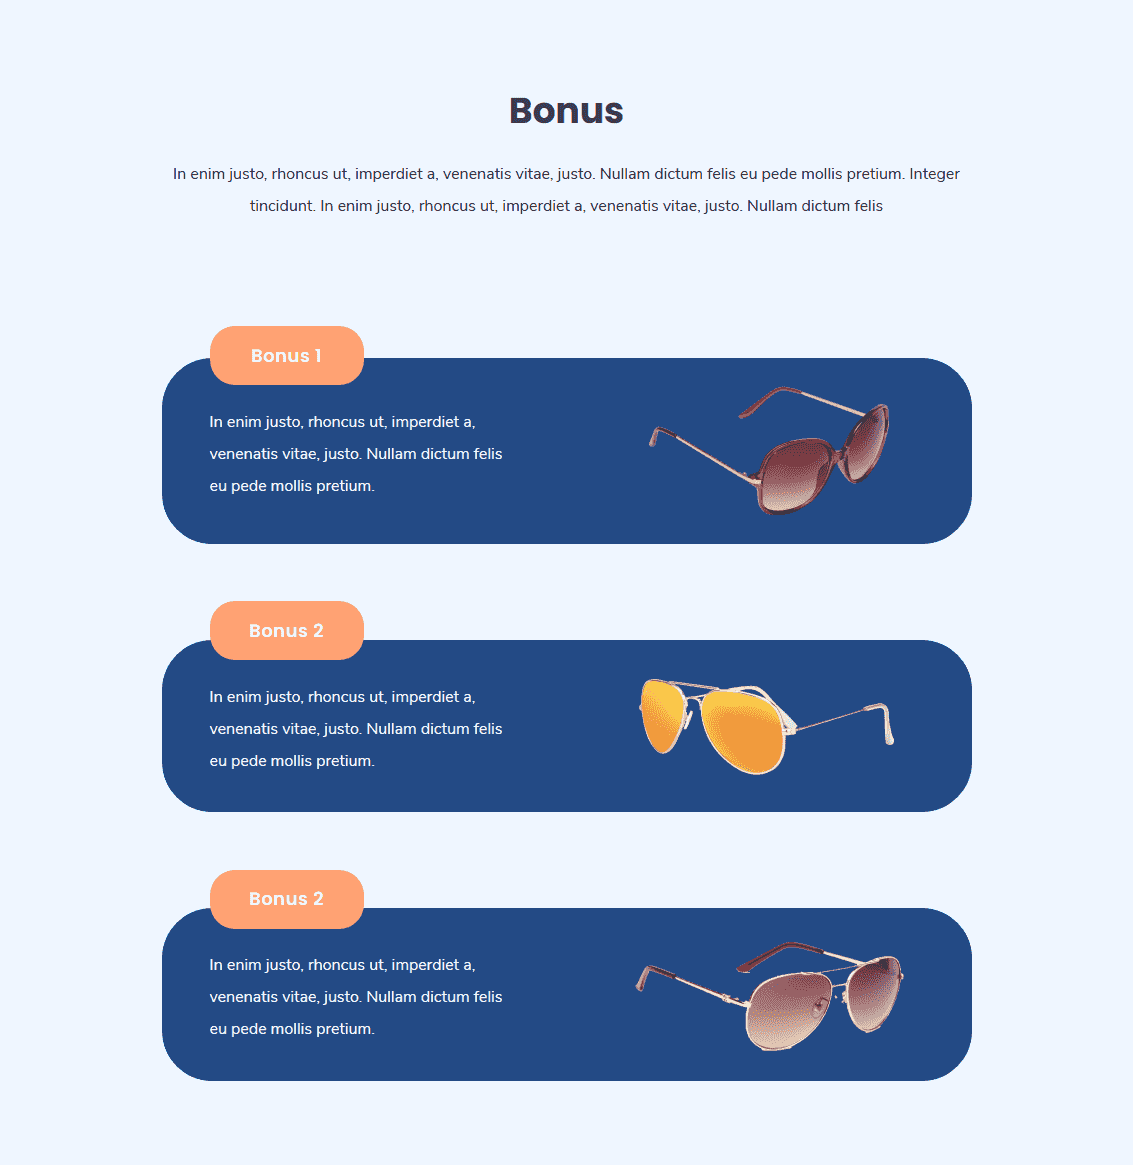 Bonus
In enim justo, rhoncus ut, imperdiet a, venenatis vitae, justo. Nullam dictum felis eu pede mollis pretium. Integer
tincidunt. In enim justo, rhoncus ut, imperdiet a, venenatis vitae, justo. Nullam dictum felis
Bonus 1
In enim justo, rhoncus ut, imperdiet a,
venenatis vitae, justo. Nullam dictum felis
eu pede mollis pretium.
Bonus 2
In enim justo, rhoncus ut, imperdiet a,
venenatis vitae, justo. Nullam dictum felis
eu pede mollis pretium.
Bonus 2
In enim justo, rhoncus ut, imperdiet a,
venenatis vitae, justo. Nullam dictum felis
eu pede mollis pretium.